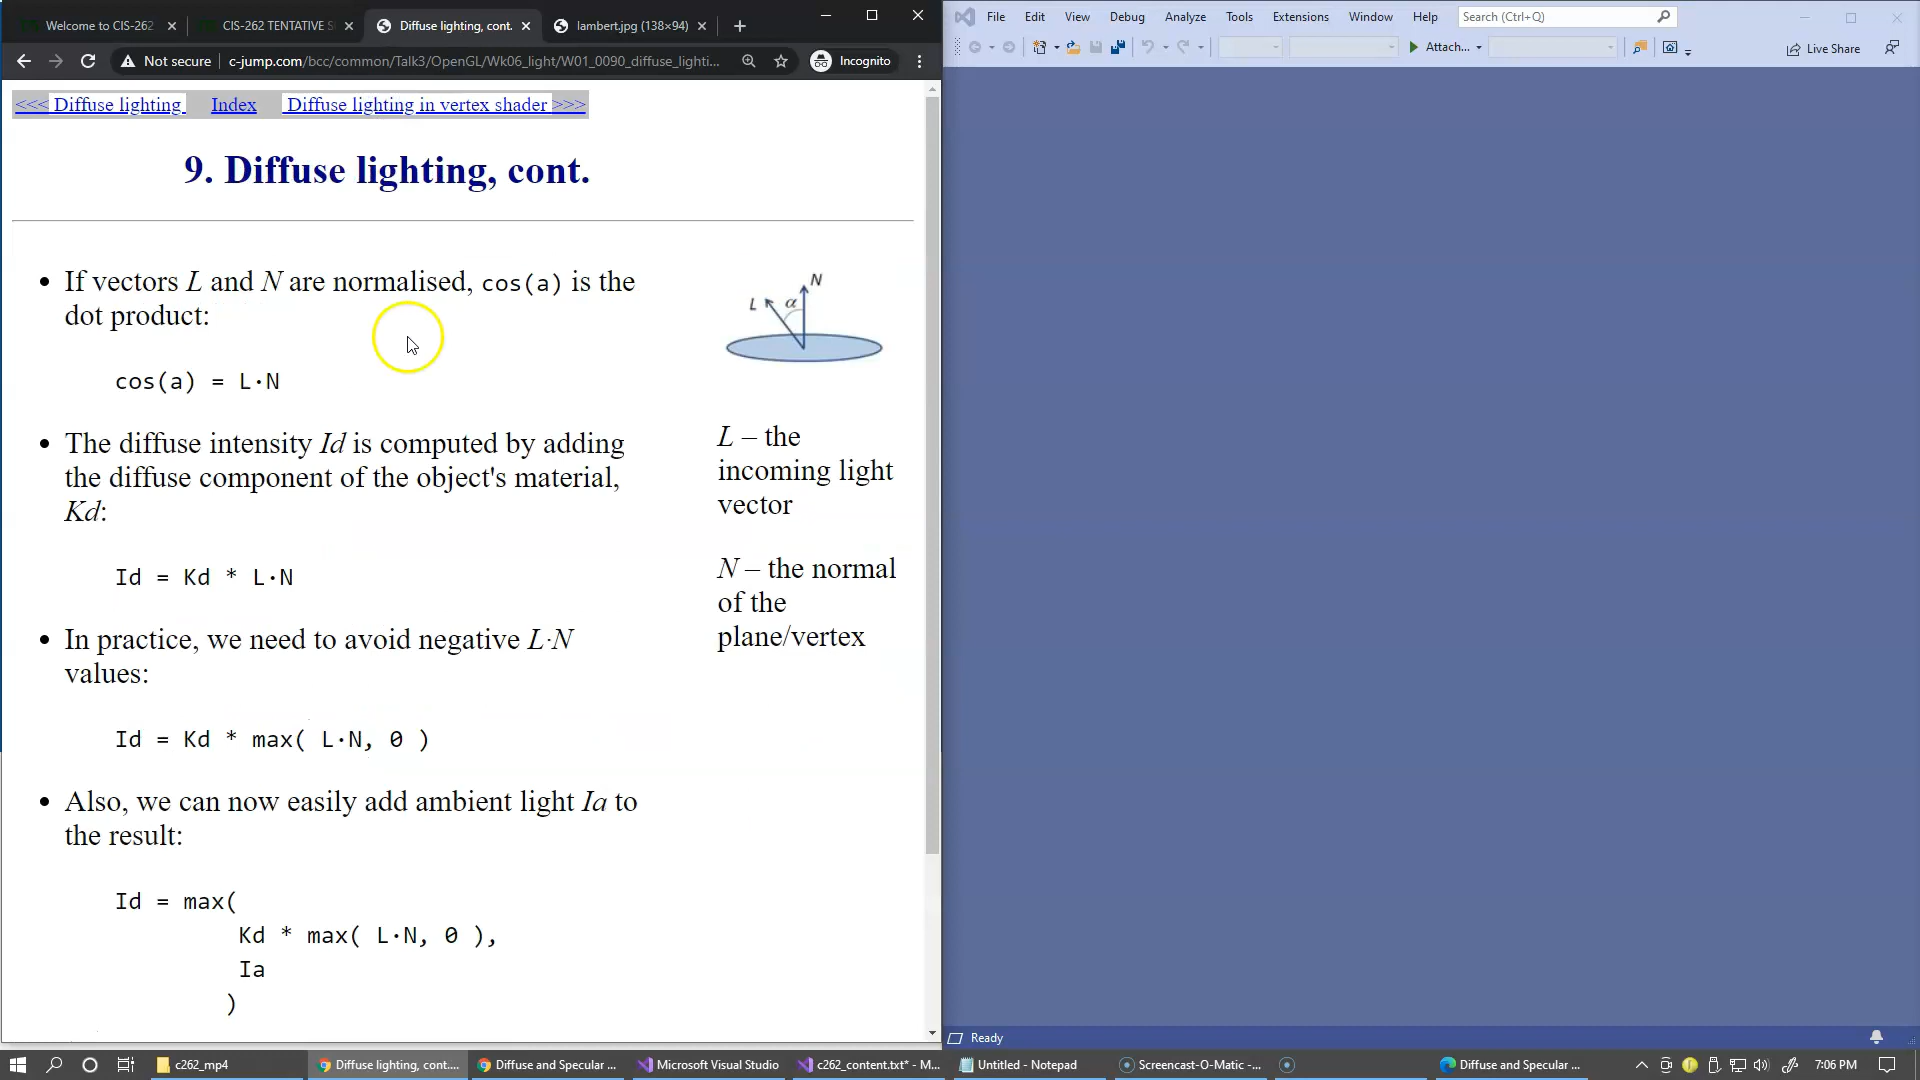 Welcome to CIS-262
CIS-262 TENTATIVE S
Diffuse lighting, cont.
lambert.jpg (138×94)
Not secure
c-jump.com/bcc/common/Talk3/OpenGL/Wk06_light/W01_0090_diffuse_lighti...
Incognito
<<< Diffuse lighting
Index
Diffuse lighting in vertex shader >>>
9. Diffuse lighting, cont.
If vectors L and N are normalised, cos(a) is the
dot product:
cos(a) = L·N
The diffuse intensity Id is computed by adding
the diffuse component of the object's material,
Kd:
Id = Kd * L·N
In practice, we need to avoid negative L·N
values:
Id = Kd * max( L·N, 0 )
Also, we can now easily add ambient light Ia to
the result:
Id = max(
Kd * max( L·N, 0 ),
Ia
)
N
L
α
L – the
incoming light
vector
N – the normal
of the
plane/vertex
File
Edit
View
Debug
Analyze
Tools
Extensions
Window
Help
Search (Ctrl+Q)
Attach...
Live Share
Ready
c262_mp4
Diffuse lighting, cont....
Diffuse and Specular ...
Microsoft Visual Studio
c262_content.txt* - M...
Untitled - Notepad
Screencast-O-Matic -...
Diffuse and Specular ...
7:06 PM